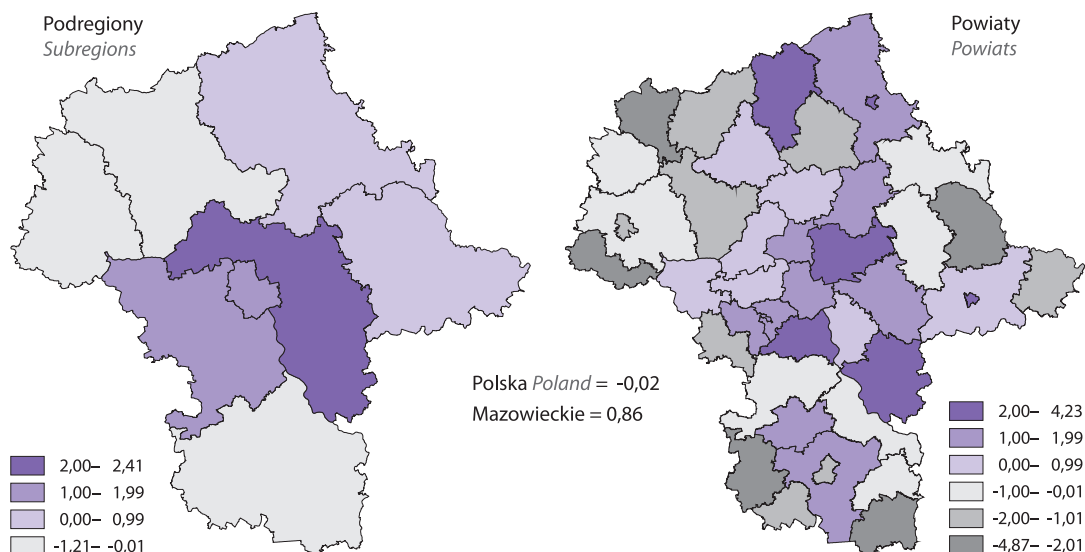 Podregiony
Subregions
Powiaty
Powiats
Polska Poland = -0,02
Mazowieckie = 0,86
2,00– 2,41
1,00– 1,99
0,00– 0,99
-1,21– -0,01
2,00– 4,23
1,00– 1,99
0,00– 0,99
-1,00– -0,01
-2,00– -1,01
-4,87– -2,01